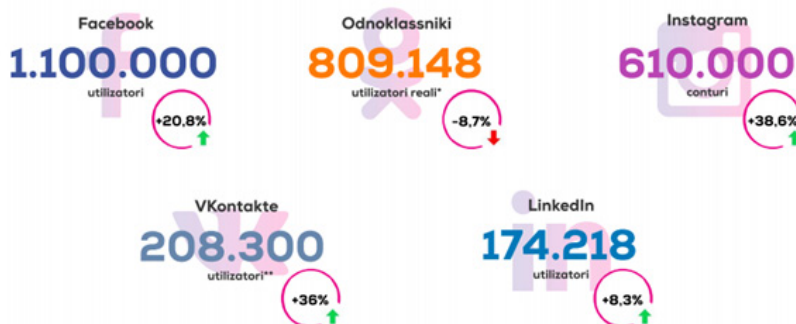 Facebook
1.100.000
utilizatori
+20,8%
Odnoklassniki
809.148
utilizatori reali*
-8,7%
Instagram
610.000
conturi
+38,6%
VKontakte
208.300
utilizatori**
+36%
LinkedIn
174.218
utilizatori
+8,3%